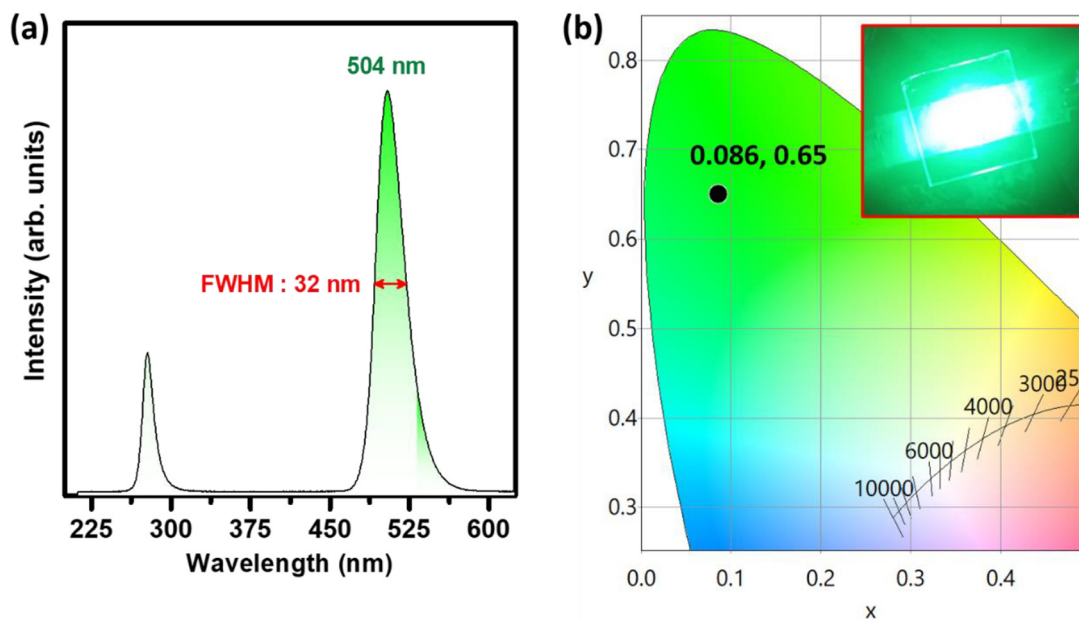 (a)
504 nm
FWHM : 32 nm
Intensity (arb. units)
225 300 375 450 525 600
Wavelength (nm)
(b)
0.8
0.7
0.6
0.5
0.4
0.3
y
0.086, 0.65
25
3000
4000
6000
10000
0.0 0.1 0.2 0.3 0.4
x